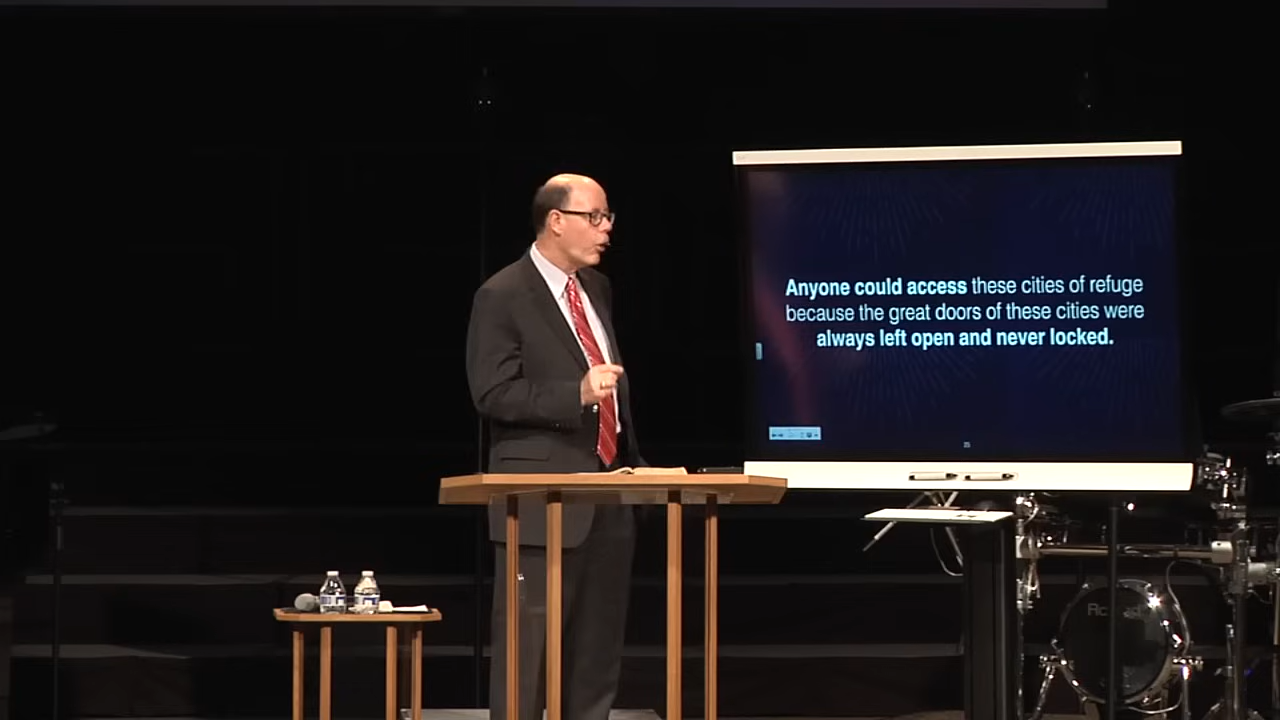 Anyone could access these cities of refuge
because the great doors of these cities were
always left open and never locked.